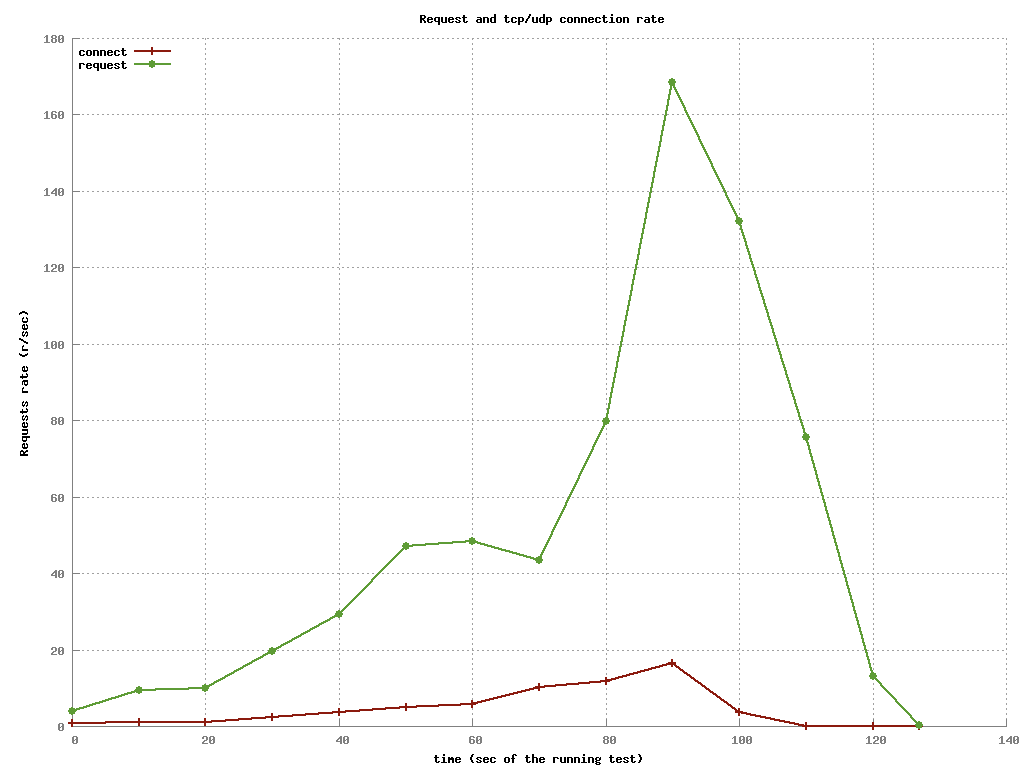 Request and tcp/udp connection rate
180
connect
request
160
140
120
100
80
60
40
20
0
Requests rate (r/sec)
0 20 40 60 80 100 120 140
time (sec of the running test)